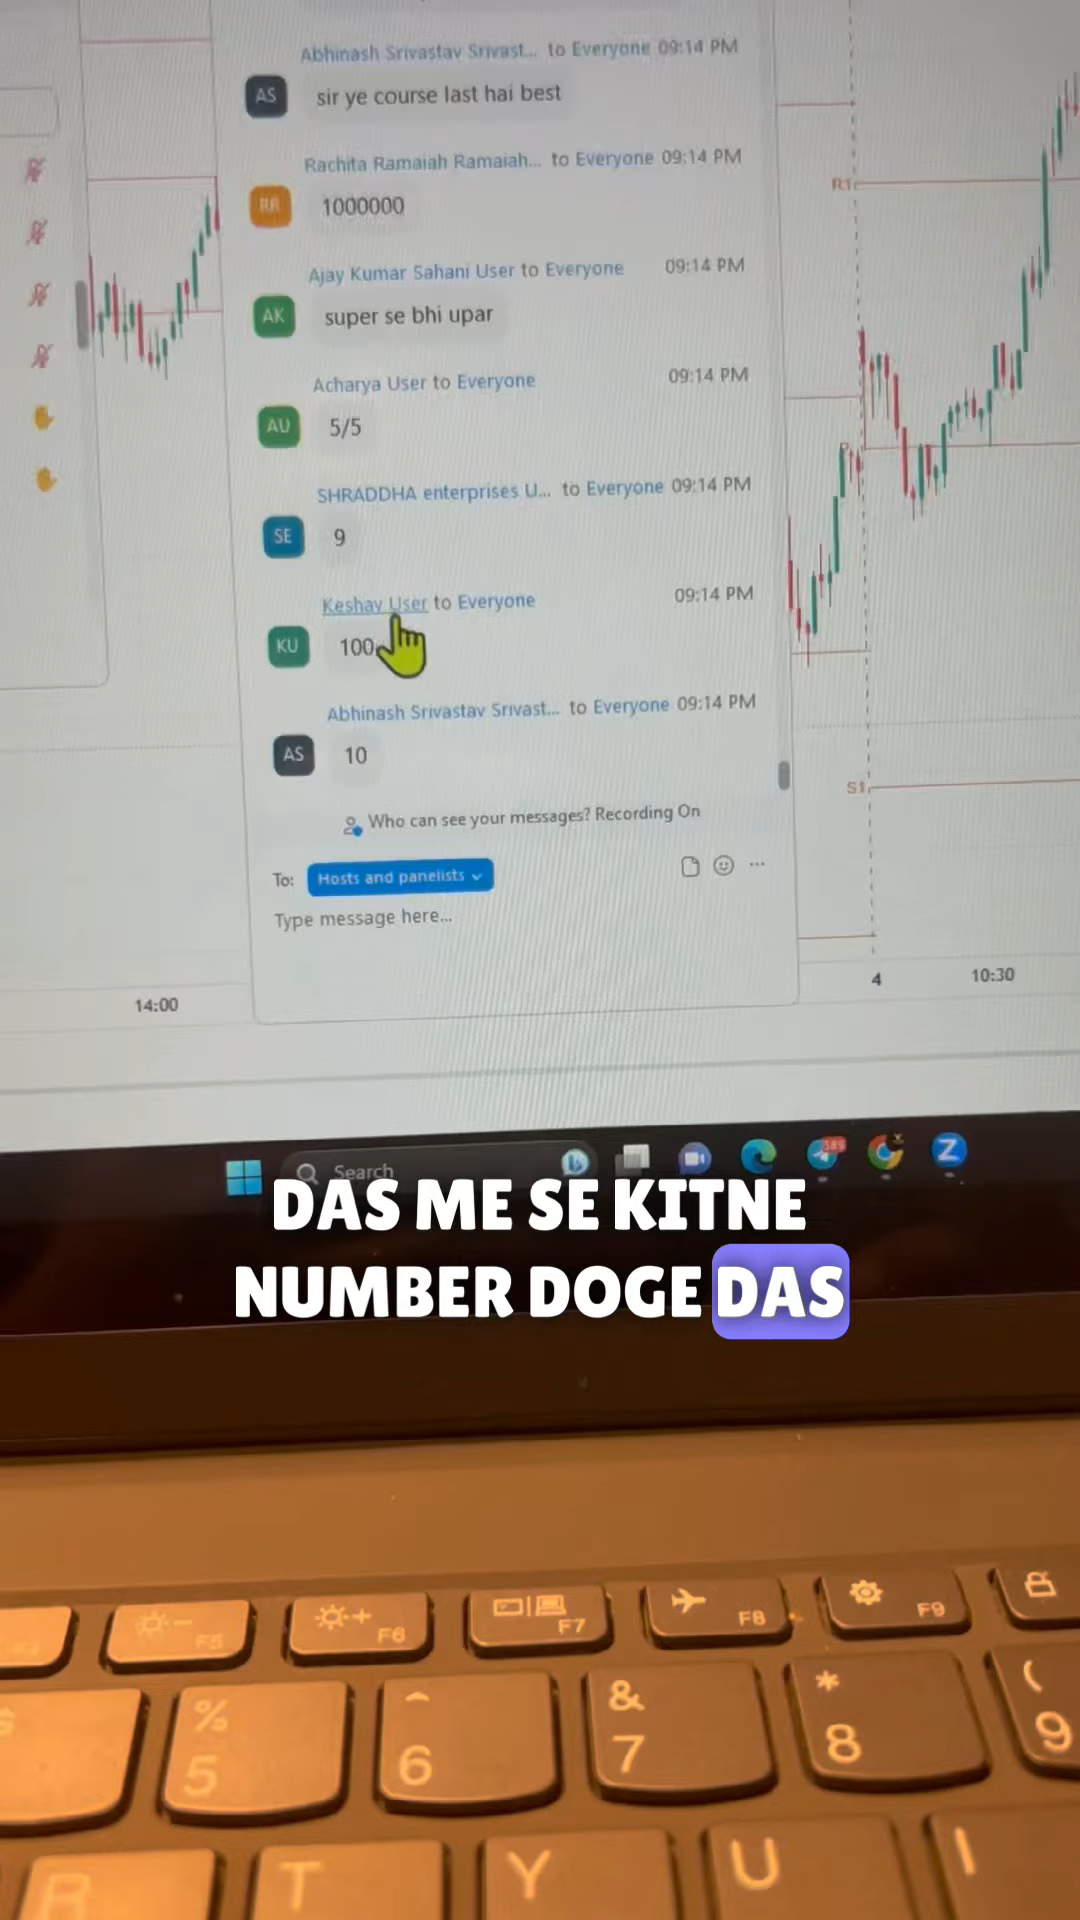 Abhinash Srivastav Srivast... to Everyone 09:14 PM
AS
sir ye course last hai best
Rachita Ramaiah Ramaiah... to Everyone 09:14 PM
RR
1000000
Ajay Kumar Sahani User to Everyone 09:14 PM
AK
super se bhi upar
Acharya User to Everyone 09:14 PM
AU
5/5
SHRADDHA enterprises U... to Everyone 09:14 PM
SE
9
Keshav User to Everyone 09:14 PM
KU
100
Abhinash Srivastav Srivast... to Everyone 09:14 PM
AS
10
Who can see your messages? Recording On
To: Hosts and panelists
Type message here...
R1
P
S1
14:00
4 10:30
Search
DAS ME SE KITNE
NUMBER DOGE DAS
F5 F6 F7 F8 F9
% 5 ^ 6 & 7 * 8 ( 9
R T Y U I